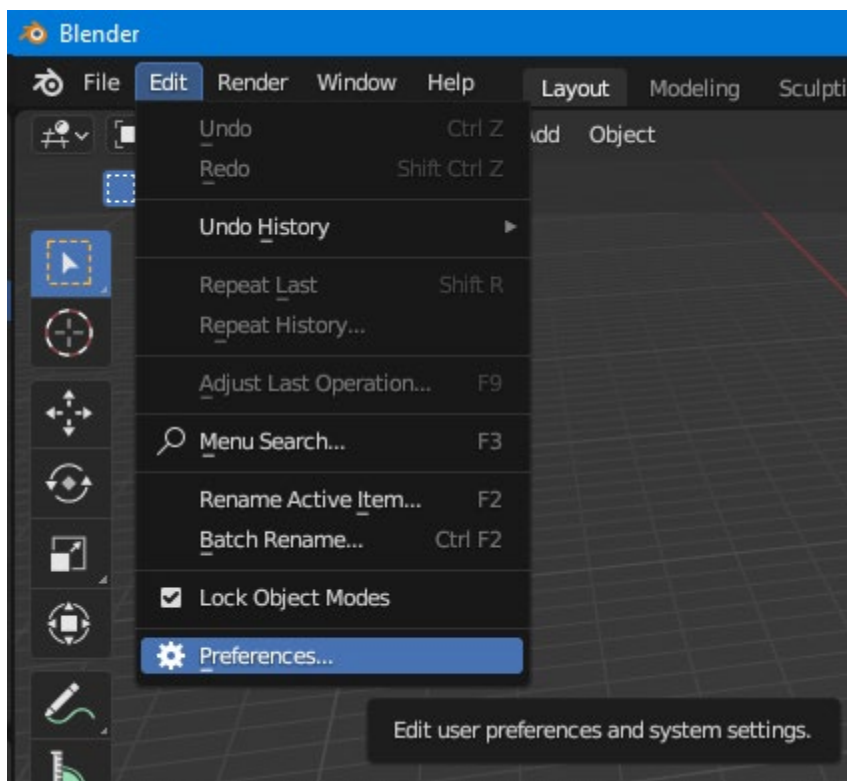 Blender
File Edit Render Window Help Layout Modeling Sculpti
Undo Ctrl Z
Object
Redo Shift Ctrl Z
Undo History
Repeat Last Shift R
Repeat History...
Adjust Last Operation... F9
Menu Search... F3
Rename Active Item... F2
Batch Rename... Ctrl F2
Lock Object Modes
Preferences...
Edit user preferences and system settings.